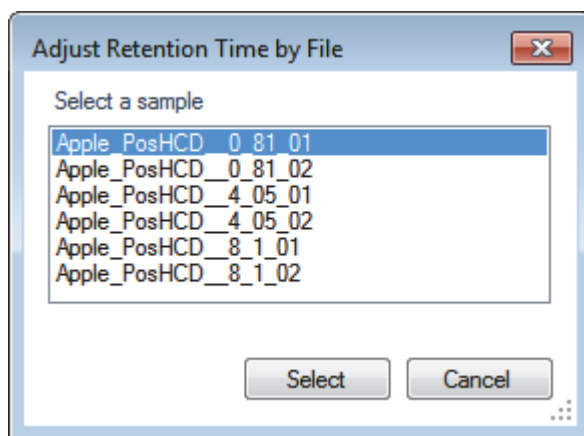 Adjust Retention Time by File
Select a sample
Apple_PosHCD__0_81_01
Apple_PosHCD__0_81_02
Apple_PosHCD__4_05_01
Apple_PosHCD__4_05_02
Apple_PosHCD__8_1_01
Apple_PosHCD__8_1_02
Select Cancel